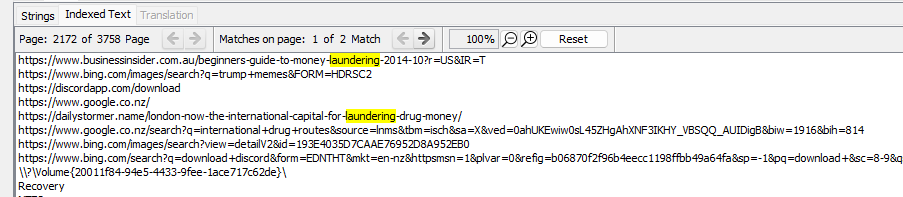 Strings Indexed Text Translation
Page: 2172 of 3758 Page Matches on page: 1 of 2 Match 100% Reset
https://www.businessinsider.com.au/beginners-guide-to-money-laundering-2014-10?r=US&IR=T
https://www.bing.com/images/search?q=trump+memes&FORM=HDRSC2
https://discordapp.com/download
https://www.google.co.nz/
https://dailystormer.name/london-now-the-international-capital-for-laundering-drug-money/
https://www.google.co.nz/search?q=international+drug+routes&source=lnms&tbm=isch&sa=X&ved=0ahUKEwiw0sL45ZHgAhXNF3IKHY_VBSQQ_AUIDigB&biw=1916&bih=814
https://www.bing.com/images/search?view=detailV2&id=193E4035D7CAAE76952D8A952EB0
https://www.bing.com/search?q=download+discord&form=EDNTHT&mkt=en-nz&httpsmsn=1&plvar=0&refig=b06870f2f96b4eecc1198ffbb49a64fa&sp=-1&pq=download+&sc=8-9&q
\\?\Volume{20011f84-94e5-4433-9fee-1ace717c62de}\
Recovery